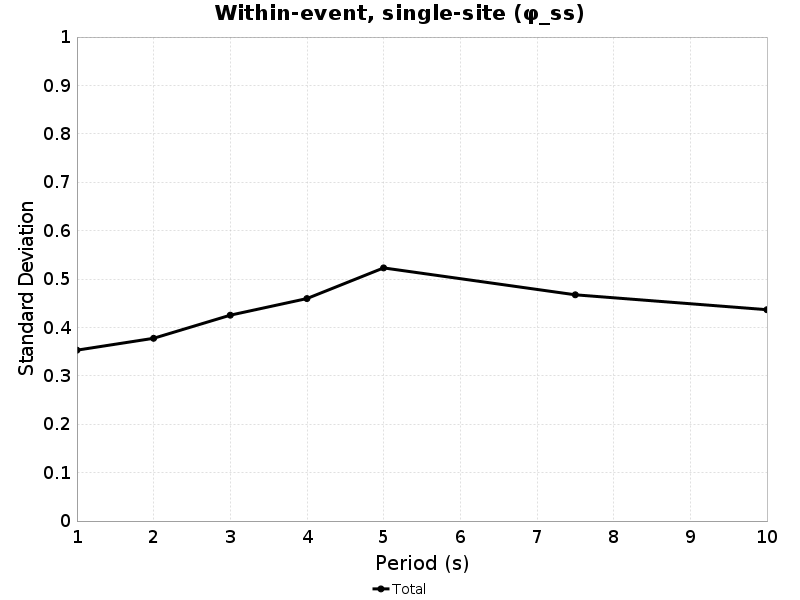 Within-event, single-site (φ_ss)
1
0.9
0.8
0.7
0.6
0.5
0.4
0.3
0.2
0.1
0
Standard Deviation
1 2 3 4 5 6 7 8 9 10
Period (s)
Total